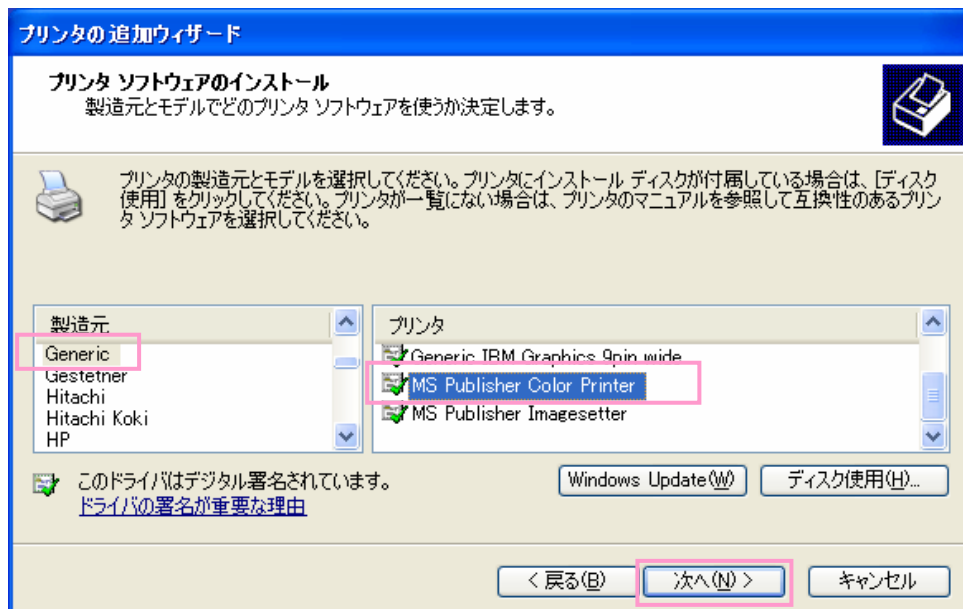 プリンタの追加ウィザード
プリンタ ソフトウェアのインストール
製造元とモデルでどのプリンタ ソフトウェアを使うか決定します。
プリンタの製造元とモデルを選択してください。プリンタにインストール ディスクが付属している場合は、[ディスク
使用] をクリックしてください。プリンタが一覧にない場合は、プリンタのマニュアルを参照して互換性のあるプリン
タ ソフトウェアを選択してください。
製造元
Generic
Gestetner
Hitachi
Hitachi Koki
HP
プリンタ
Generic IBM Graphics 9pin wide
MS Publisher Color Printer
MS Publisher Imagesetter
このドライバはデジタル署名されています。
ドライバの署名が重要な理由
Windows Update(W)
ディスク使用(H)...
< 戻る(B)
次へ(N) >
キャンセル